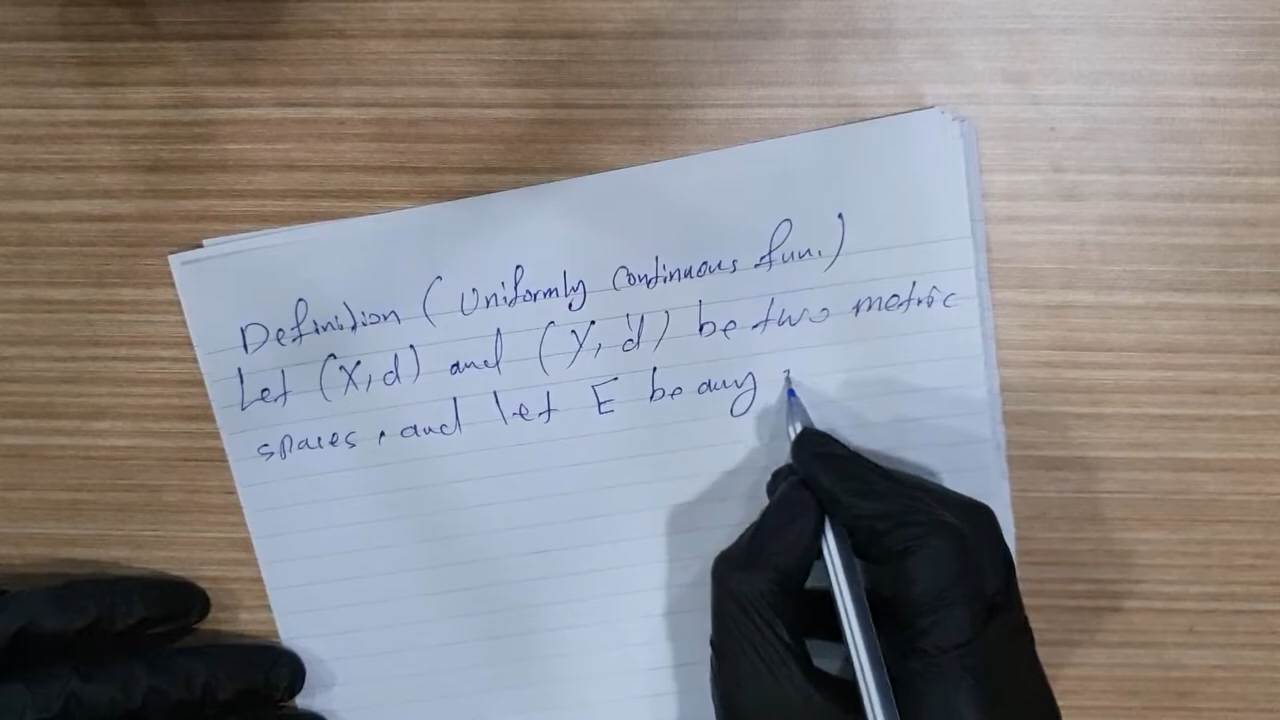 Definition (Uniformly Continuous fun.)
Let (X,d) and (Y,d') be two metric
spaces, and let E be any